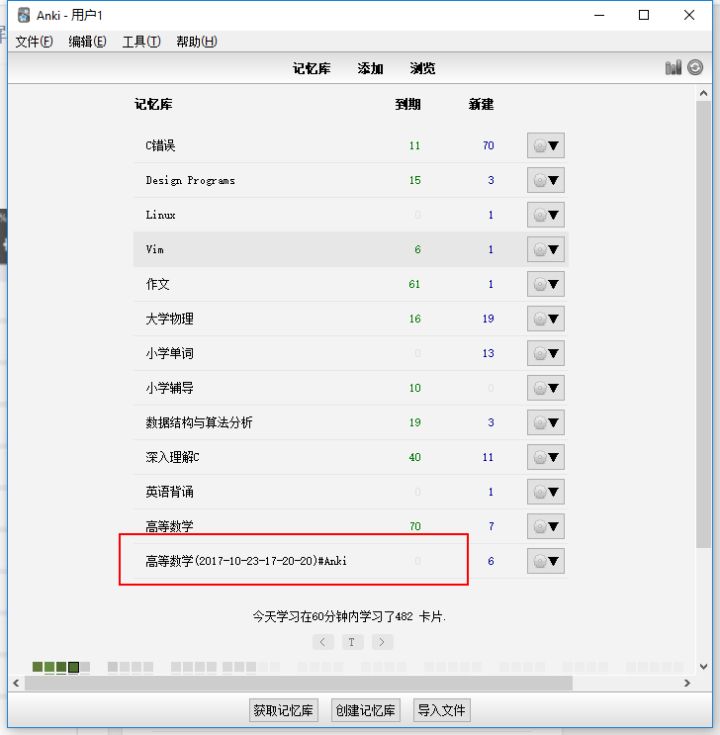 Anki - 用户1
文件(F) 编辑(E) 工具(T) 帮助(H)
记忆库 添加 浏览
记忆库 到期 新建
C错误 11 70
Design Programs 15 3
Linux 0 1
Vim 6 1
作文 61 1
大学物理 16 19
小学单词 0 13
小学辅导 10 0
数据结构与算法分析 19 3
深入理解C 40 11
英语背诵 0 1
高等数学 70 7
高等数学(2017-10-23-17-20-20)#Anki 0 6
今天学习在60分钟内学习了482 卡片.
< T >
获取记忆库 创建记忆库 导入文件